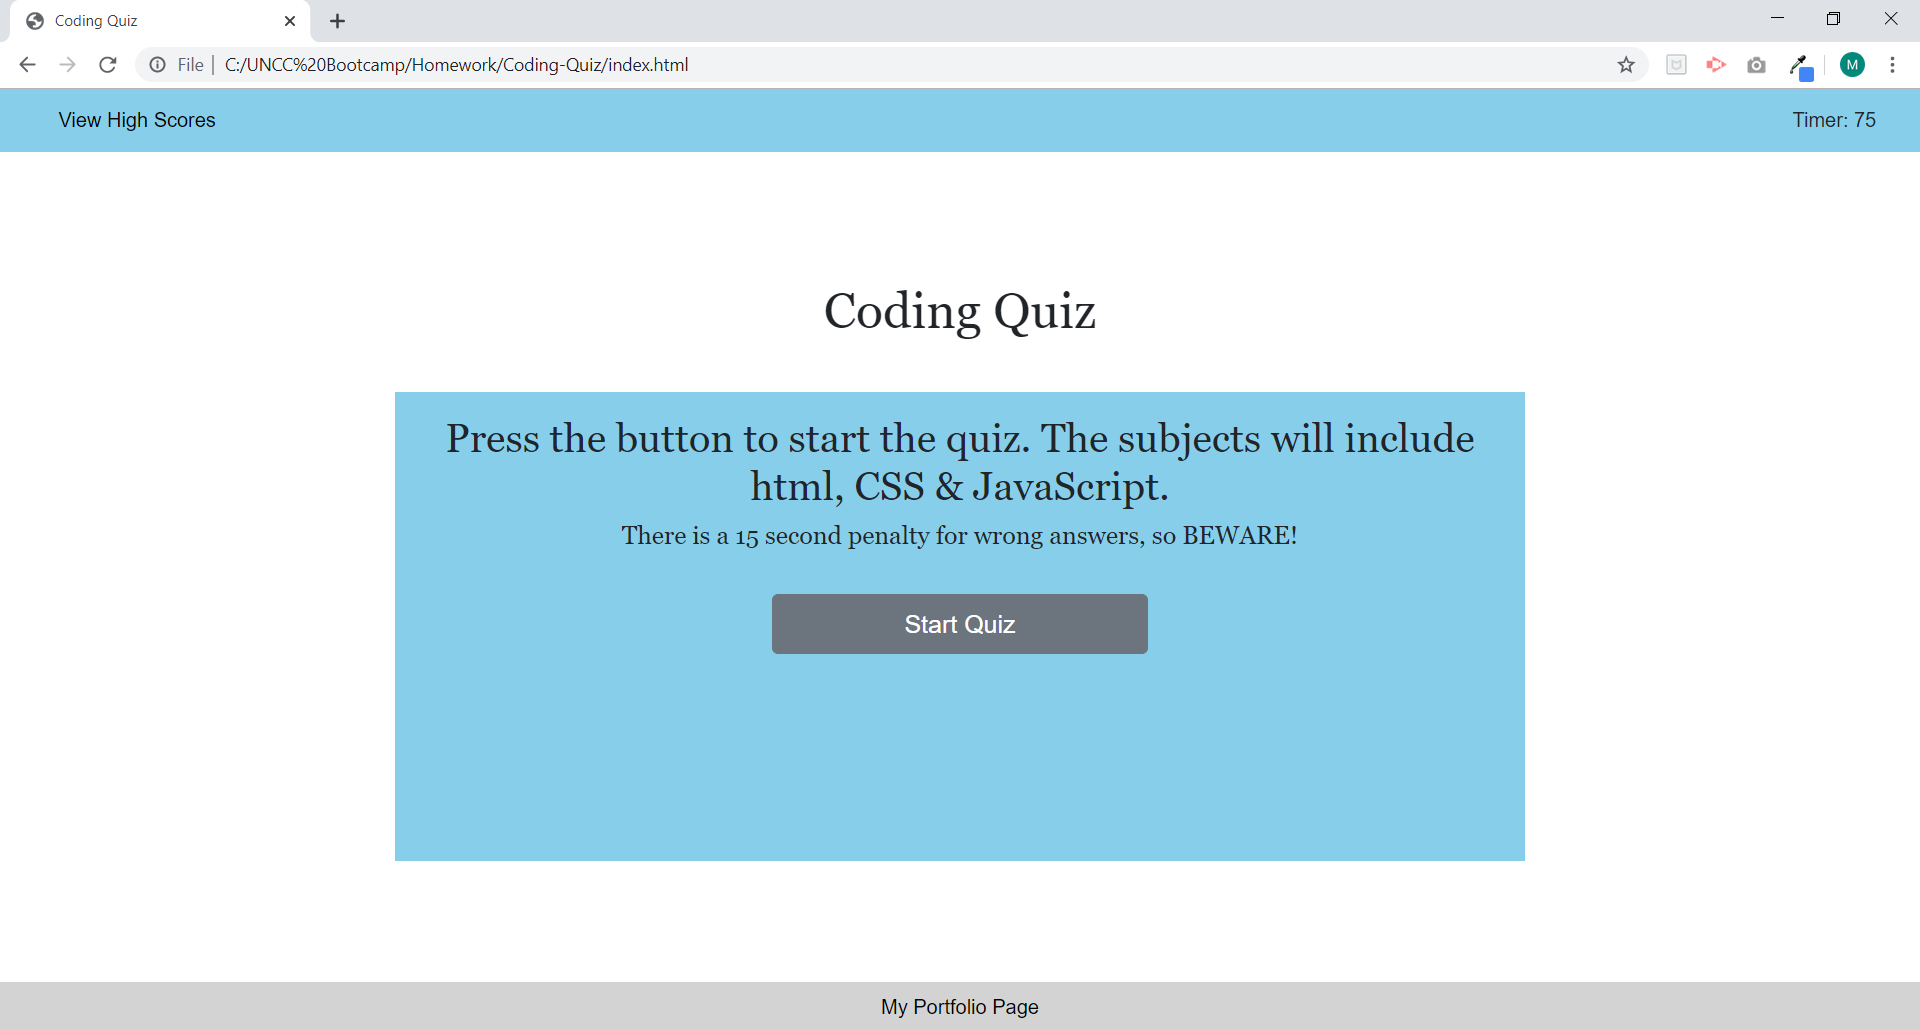 Coding Quiz
File | C:/UNCC%20Bootcamp/Homework/Coding-Quiz/index.html
M
View High Scores
Timer: 75
Coding Quiz
Press the button to start the quiz. The subjects will include
html, CSS & JavaScript.
There is a 15 second penalty for wrong answers, so BEWARE!
Start Quiz
My Portfolio Page